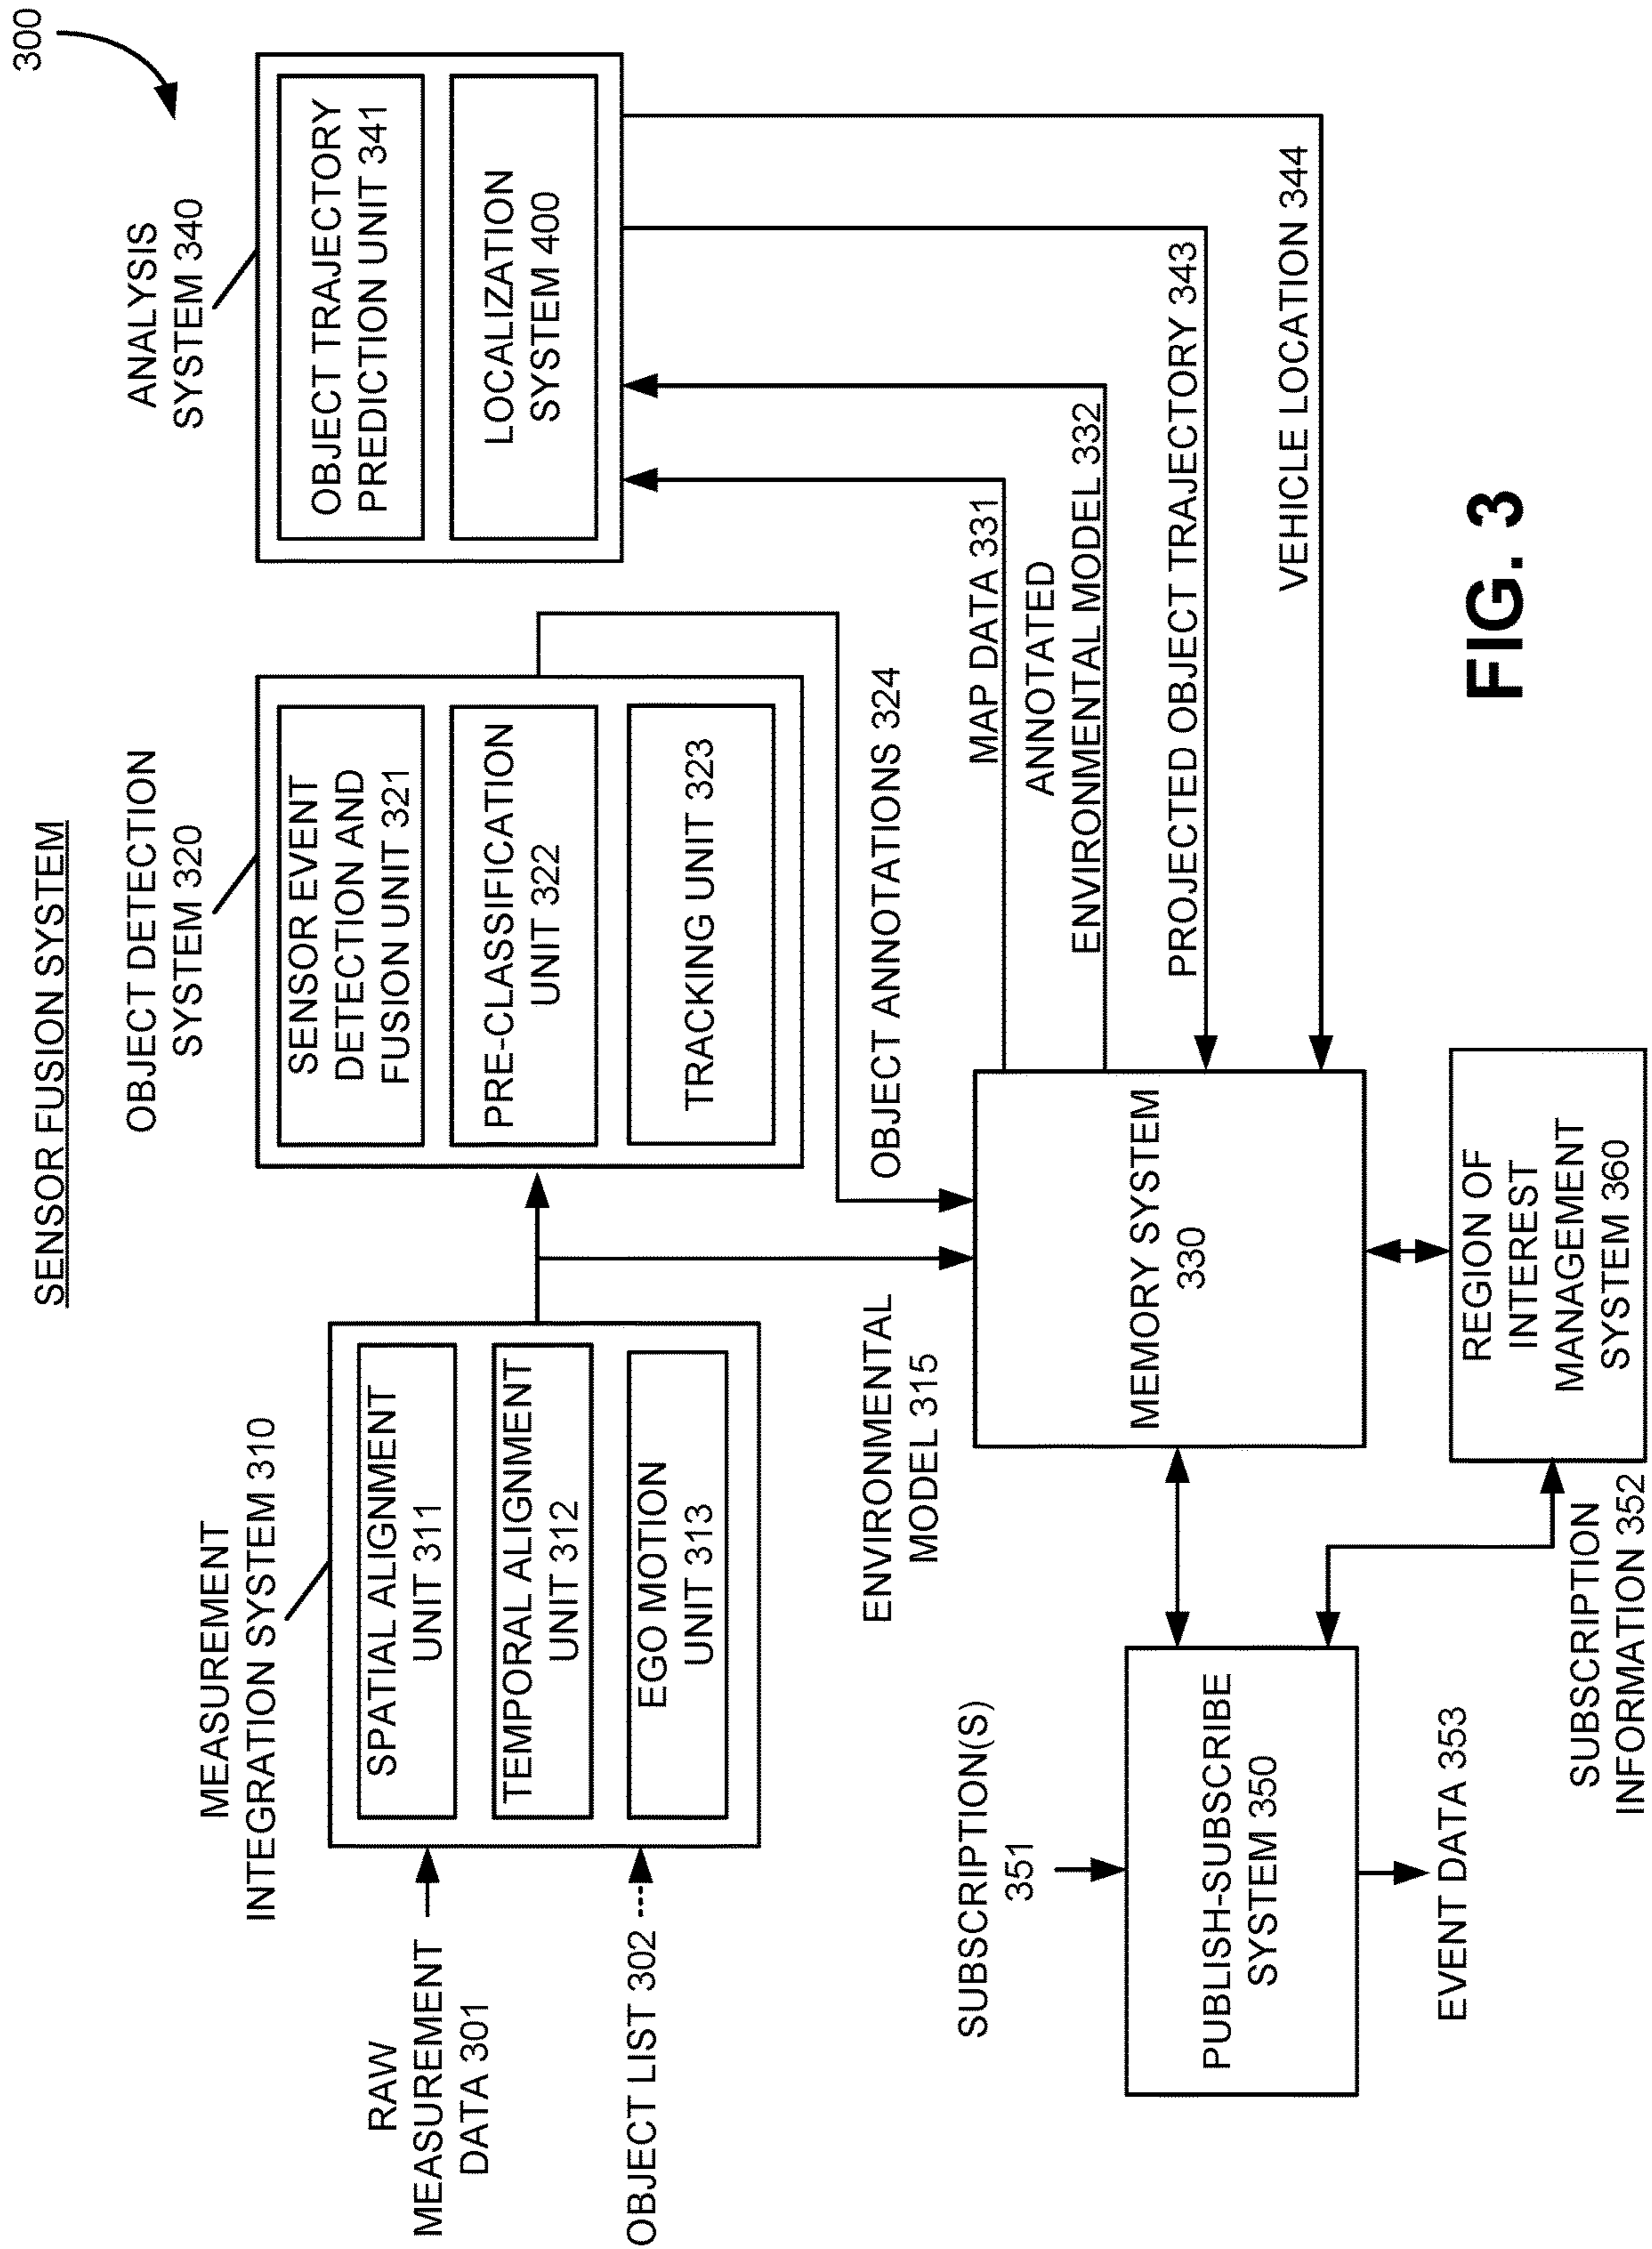 SENSOR FUSION SYSTEM
300
MEASUREMENT
INTEGRATION SYSTEM 310
SPATIAL ALIGNMENT
UNIT 311
TEMPORAL ALIGNMENT
UNIT 312
EGO MOTION
UNIT 313
RAW
MEASUREMENT
DATA 301
OBJECT LIST 302
OBJECT DETECTION
SYSTEM 320
SENSOR EVENT
DETECTION AND
FUSION UNIT 321
PRE-CLASSIFICATION
UNIT 322
TRACKING UNIT 323
ANALYSIS
SYSTEM 340
OBJECT TRAJECTORY
PREDICTION UNIT 341
LOCALIZATION
SYSTEM 400
ENVIRONMENTAL
MODEL 315
OBJECT ANNOTATIONS 324
MAP DATA 331
ANNOTATED
ENVIRONMENTAL MODEL 332
PROJECTED OBJECT TRAJECTORY 343
VEHICLE LOCATION 344
SUBSCRIPTION(S)
351
PUBLISH-SUBSCRIBE
SYSTEM 350
EVENT DATA 353
MEMORY SYSTEM
330
REGION OF
INTEREST
MANAGEMENT
SYSTEM 360
SUBSCRIPTION
INFORMATION 352
FIG. 3